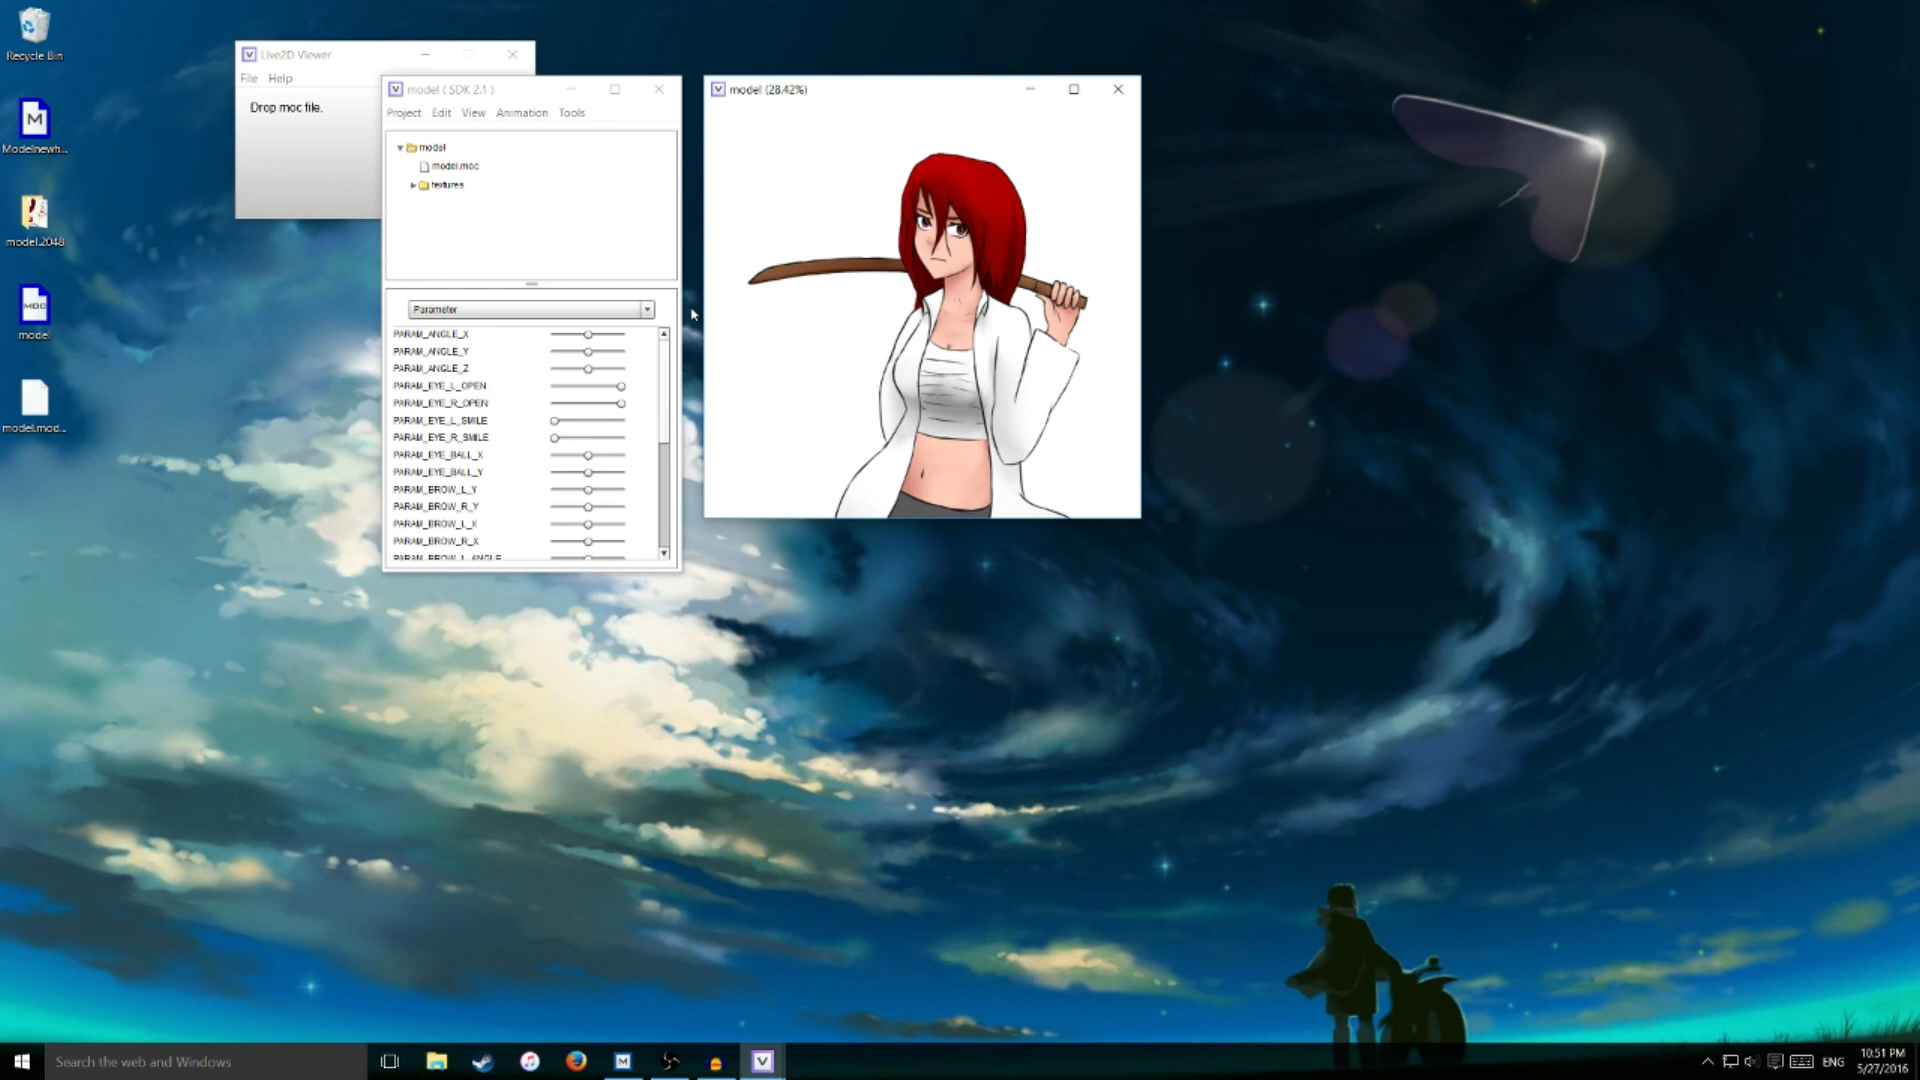 Recycle Bin
Modelnewh...
model.2048
MOC
model
model.mod...
Live2D Viewer
File Help
Drop moc file.
model ( SDK 2.1 )
Project Edit View Animation Tools
model
model.moc
textures
Parameter
PARAM_ANGLE_X
PARAM_ANGLE_Y
PARAM_ANGLE_Z
PARAM_EYE_L_OPEN
PARAM_EYE_R_OPEN
PARAM_EYE_L_SMILE
PARAM_EYE_R_SMILE
PARAM_EYE_BALL_X
PARAM_EYE_BALL_Y
PARAM_BROW_L_Y
PARAM_BROW_R_Y
PARAM_BROW_L_X
PARAM_BROW_R_X
PARAM_BROW_L_ANGLE
model (28.42%)
Search the web and Windows
ENG
10:51 PM
5/27/2016